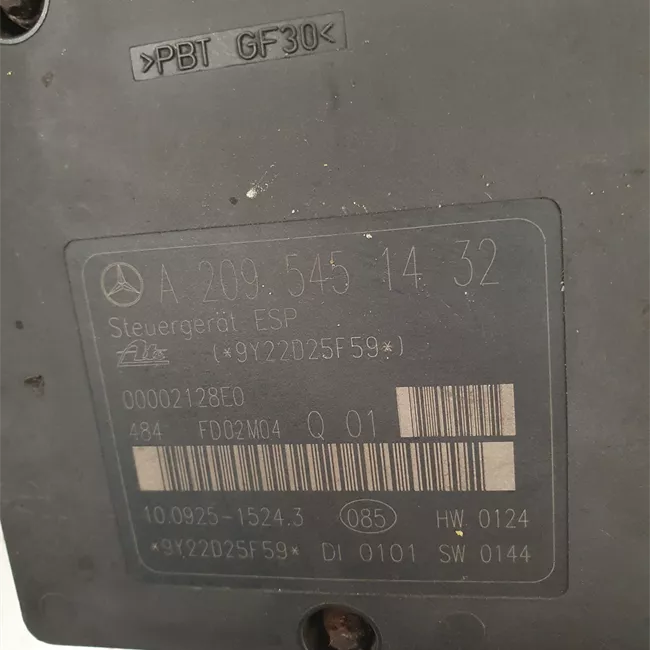 >PBT GF30<
A 209 545 14 32
Steuergerät ESP
Ate (*9Y22D25F59*)
00002128E0
484 FD02M04 Q 01
10.0925-1524.3 085 HW 0124
*9Y22D25F59* DI 0101 SW 0144